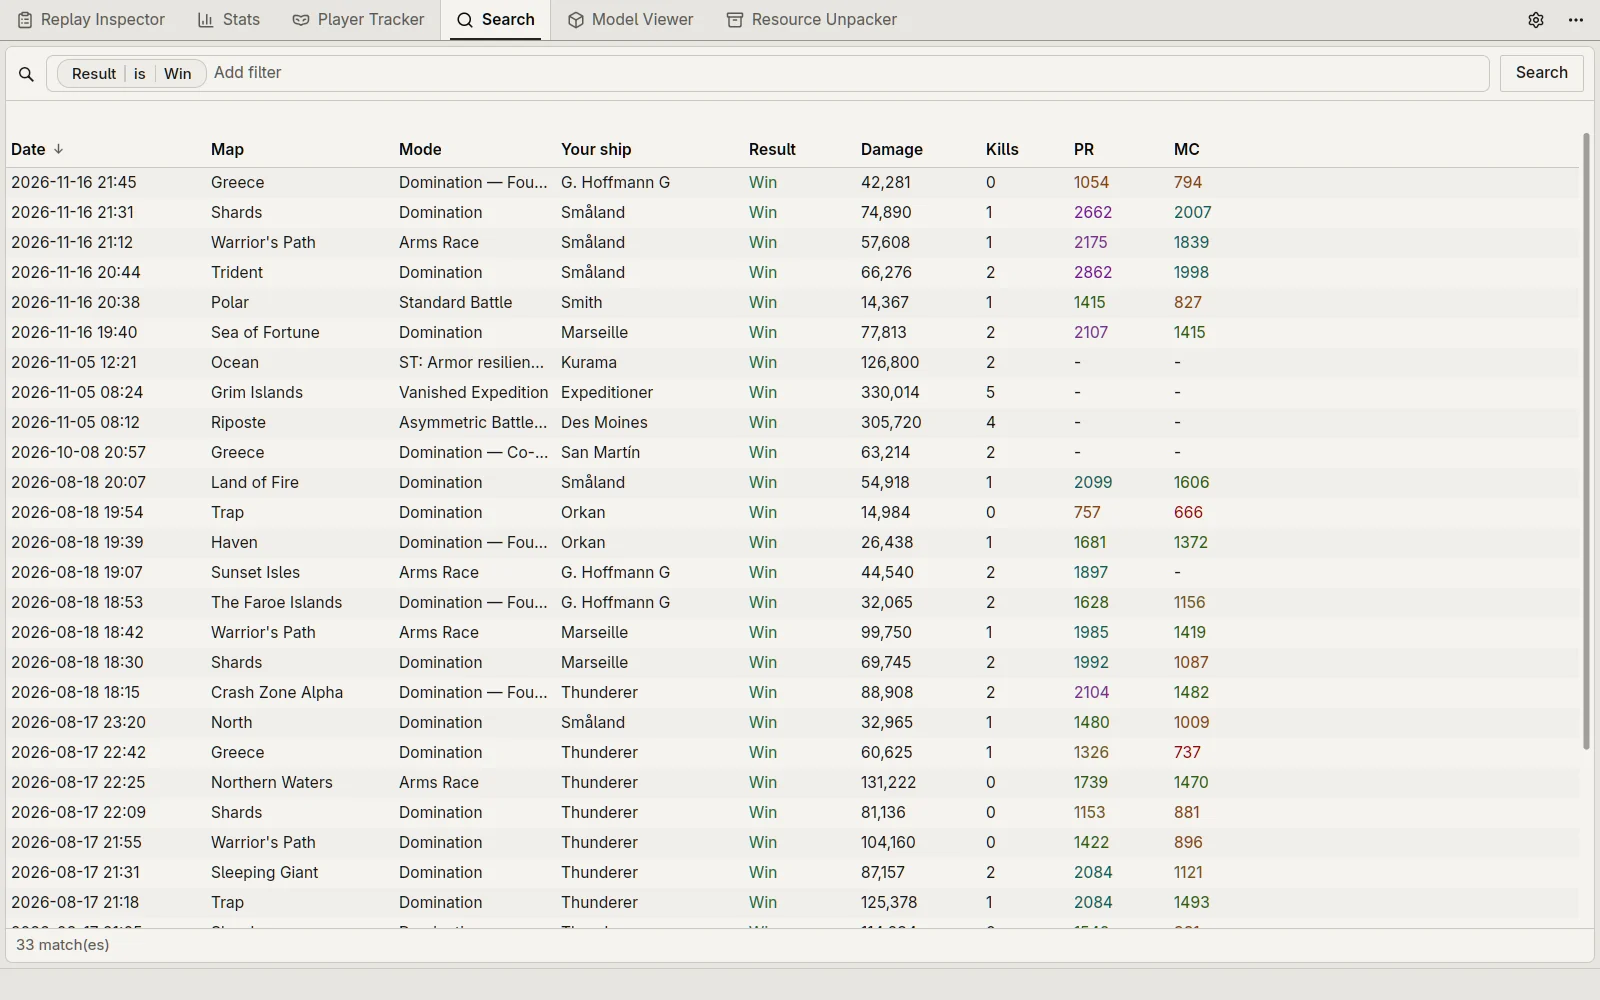 Replay Inspector Stats Player Tracker Search Model Viewer Resource Unpacker
Result is Win Add filter Search
Date ↓ Map Mode Your ship Result Damage Kills PR MC
2026-11-16 21:45 Greece Domination — Fou... G. Hoffmann G Win 42,281 0 1054 794
2026-11-16 21:31 Shards Domination Småland Win 74,890 1 2662 2007
2026-11-16 21:12 Warrior's Path Arms Race Småland Win 57,608 1 2175 1839
2026-11-16 20:44 Trident Domination Småland Win 66,276 2 2862 1998
2026-11-16 20:38 Polar Standard Battle Smith Win 14,367 1 1415 827
2026-11-16 19:40 Sea of Fortune Domination Marseille Win 77,813 2 2107 1415
2026-11-05 12:21 Ocean ST: Armor resilien... Kurama Win 126,800 2 - -
2026-11-05 08:24 Grim Islands Vanished Expedition Expeditioner Win 330,014 5 - -
2026-11-05 08:12 Riposte Asymmetric Battle... Des Moines Win 305,720 4 - -
2026-10-08 20:57 Greece Domination — Co-... San Martín Win 63,214 2 - -
2026-08-18 20:07 Land of Fire Domination Småland Win 54,918 1 2099 1606
2026-08-18 19:54 Trap Domination Orkan Win 14,984 0 757 666
2026-08-18 19:39 Haven Domination — Fou... Orkan Win 26,438 1 1681 1372
2026-08-18 19:07 Sunset Isles Arms Race G. Hoffmann G Win 44,540 2 1897 -
2026-08-18 18:53 The Faroe Islands Domination — Fou... G. Hoffmann G Win 32,065 2 1628 1156
2026-08-18 18:42 Warrior's Path Arms Race Marseille Win 99,750 1 1985 1419
2026-08-18 18:30 Shards Domination Marseille Win 69,745 2 1992 1087
2026-08-18 18:15 Crash Zone Alpha Domination — Fou... Thunderer Win 88,908 2 2104 1482
2026-08-17 23:20 North Domination Småland Win 32,965 1 1480 1009
2026-08-17 22:42 Greece Domination Thunderer Win 60,625 1 1326 737
2026-08-17 22:25 Northern Waters Arms Race Thunderer Win 131,222 0 1739 1470
2026-08-17 22:09 Shards Domination Thunderer Win 81,136 0 1153 881
2026-08-17 21:55 Warrior's Path Domination Thunderer Win 104,160 0 1422 896
2026-08-17 21:31 Sleeping Giant Domination Thunderer Win 87,157 2 2084 1121
2026-08-17 21:18 Trap Domination Thunderer Win 125,378 1 2084 1493
33 match(es)